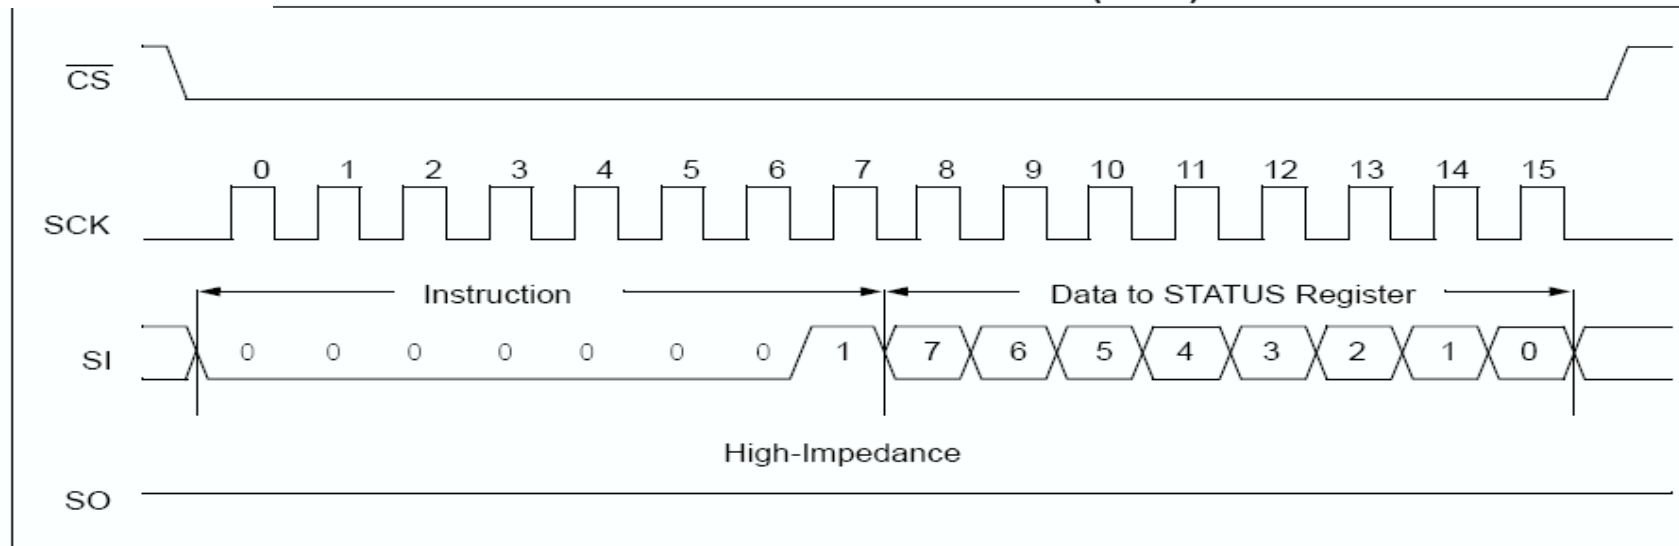 CS
0 1 2 3 4 5 6 7 8 9 10 11 12 13 14 15
SCK
Instruction Data to STATUS Register
SI 0 0 0 0 0 0 0 1 7 6 5 4 3 2 1 0
High-Impedance
SO